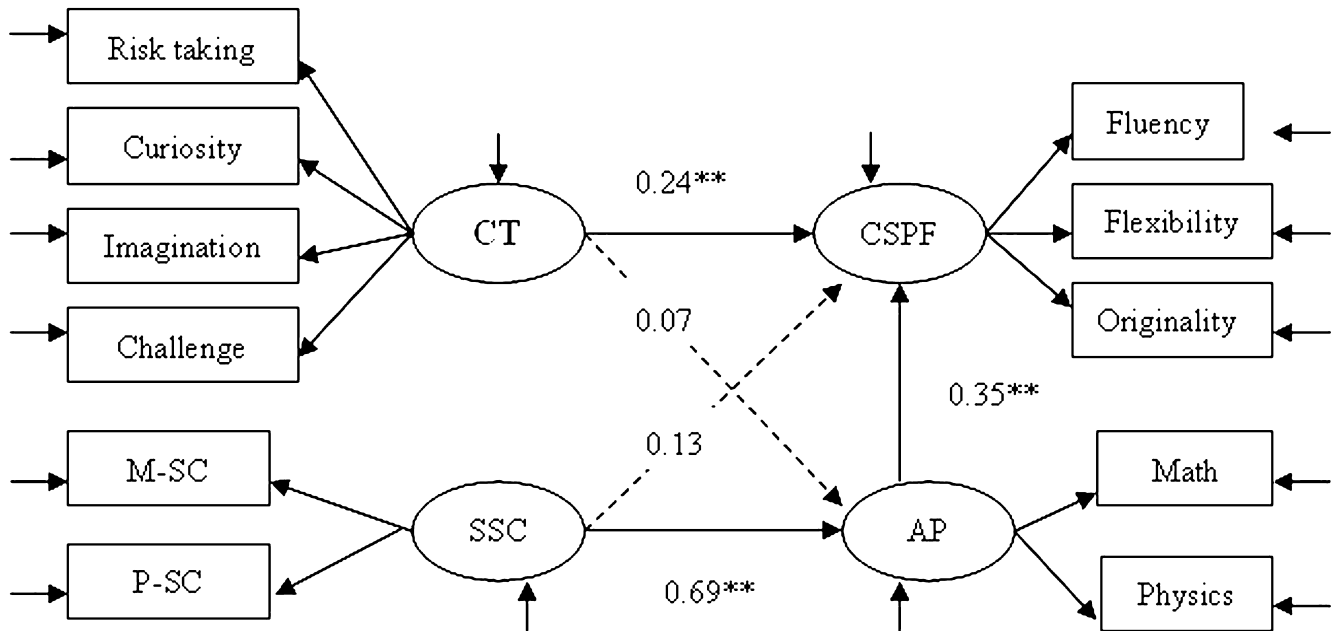 Risk taking
Curiosity
Imagination
Challenge
M-SC
P-SC
CT
SSC
0.24**
0.07
0.13
0.69**
CSPF
AP
0.35**
Fluency
Flexibility
Originality
Math
Physics